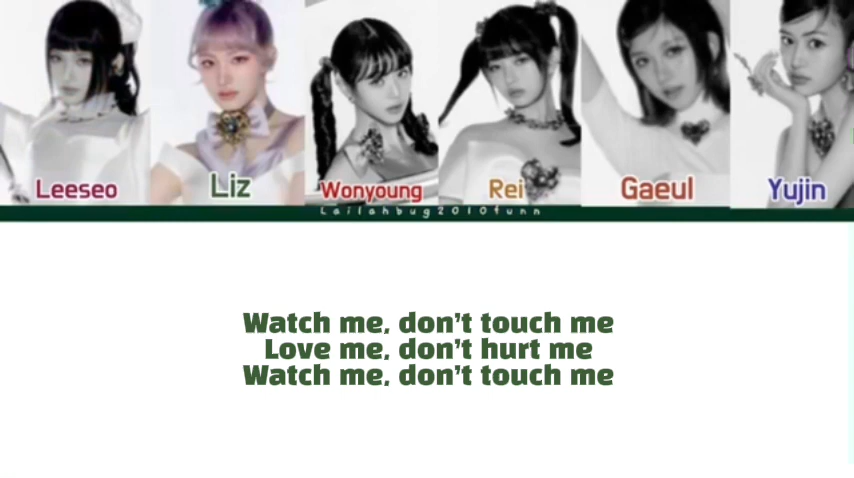 Leeseo
Liz
Wonyoung
Rei
Gaeul
Yujin
Lailahbug2010funn
Watch me, don't touch me
Love me, don't hurt me
Watch me, don't touch me